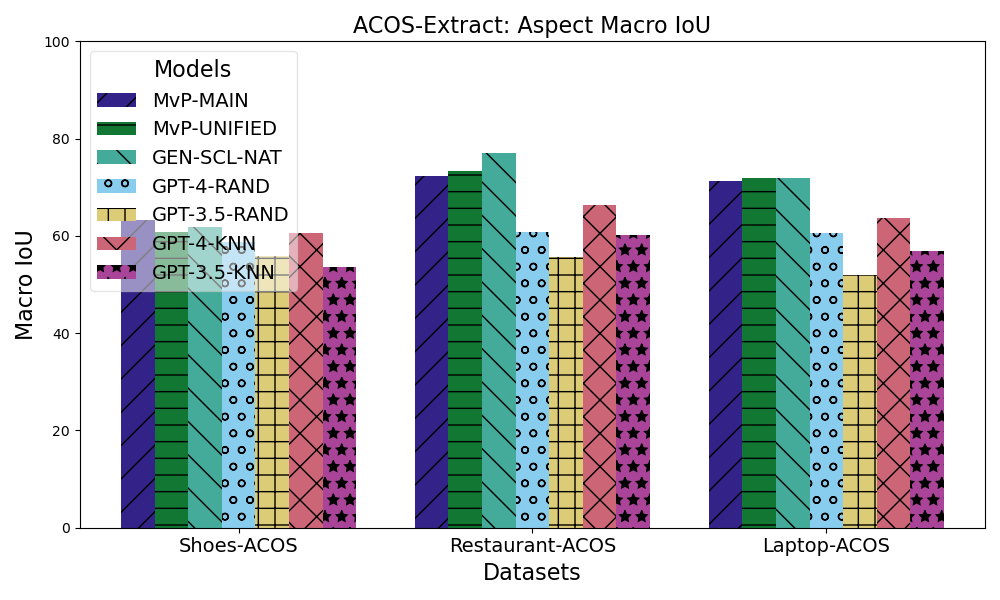 ACOS-Extract: Aspect Macro IoU
Macro IoU
100
80
60
40
20
0
Models
MvP-MAIN
MvP-UNIFIED
GEN-SCL-NAT
GPT-4-RAND
GPT-3.5-RAND
GPT-4-KNN
GPT-3.5-KNN
Shoes-ACOS
Restaurant-ACOS
Laptop-ACOS
Datasets